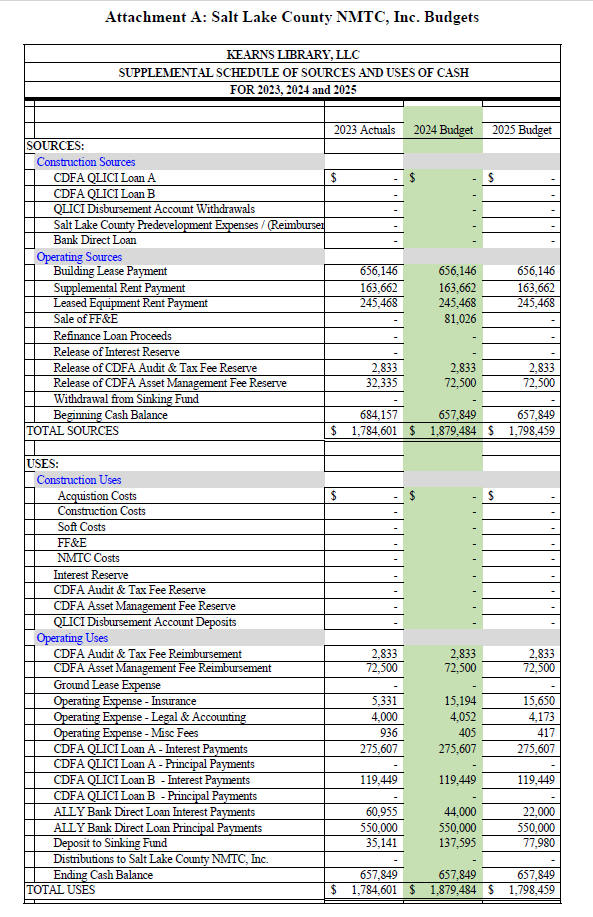 Attachment A: Salt Lake County NMTC, Inc. Budgets
KEARNS LIBRARY, LLC
SUPPLEMENTAL SCHEDULE OF SOURCES AND USES OF CASH
FOR 2023, 2024 and 2025
2023 Actuals 2024 Budget 2025 Budget
SOURCES:
Construction Sources
CDFA QLICI Loan A $ - $ - $ -
CDFA QLICI Loan B - - -
QLICI Disbursement Account Withdrawals - - -
Salt Lake County Predevelopment Expenses / (Reimburser - - -
Bank Direct Loan - - -
Operating Sources
Building Lease Payment 656,146 656,146 656,146
Supplemental Rent Payment 163,662 163,662 163,662
Leased Equipment Rent Payment 245,468 245,468 245,468
Sale of FF&E - 81,026 -
Refinance Loan Proceeds - - -
Release of Interest Reserve - - -
Release of CDFA Audit & Tax Fee Reserve 2,833 2,833 2,833
Release of CDFA Asset Management Fee Reserve 32,335 72,500 72,500
Withdrawal from Sinking Fund - - -
Beginning Cash Balance 684,157 657,849 657,849
TOTAL SOURCES $ 1,784,601 $ 1,879,484 $ 1,798,459
USES:
Construction Uses
Acquistion Costs $ - $ - $ -
Construction Costs - - -
Soft Costs - - -
FF&E - - -
NMTC Costs - - -
Interest Reserve - - -
CDFA Audit & Tax Fee Reserve - - -
CDFA Asset Management Fee Reserve - - -
QLICI Disbursement Account Deposits - - -
Operating Uses
CDFA Audit & Tax Fee Reimbursement 2,833 2,833 2,833
CDFA Asset Management Fee Reimbursement 72,500 72,500 72,500
Ground Lease Expense - - -
Operating Expense - Insurance 5,331 15,194 15,650
Operating Expense - Legal & Accounting 4,000 4,052 4,173
Operating Expense - Misc Fees 936 405 417
CDFA QLICI Loan A - Interest Payments 275,607 275,607 275,607
CDFA QLICI Loan A - Principal Payments - - -
CDFA QLICI Loan B - Interest Payments 119,449 119,449 119,449
CDFA QLICI Loan B - Principal Payments - - -
ALLY Bank Direct Loan Interest Payments 60,955 44,000 22,000
ALLY Bank Direct Loan Principal Payments 550,000 550,000 550,000
Deposit to Sinking Fund 35,141 137,595 77,980
Distributions to Salt Lake County NMTC, Inc. - - -
Ending Cash Balance 657,849 657,849 657,849
TOTAL USES $ 1,784,601 $ 1,879,484 $ 1,798,459